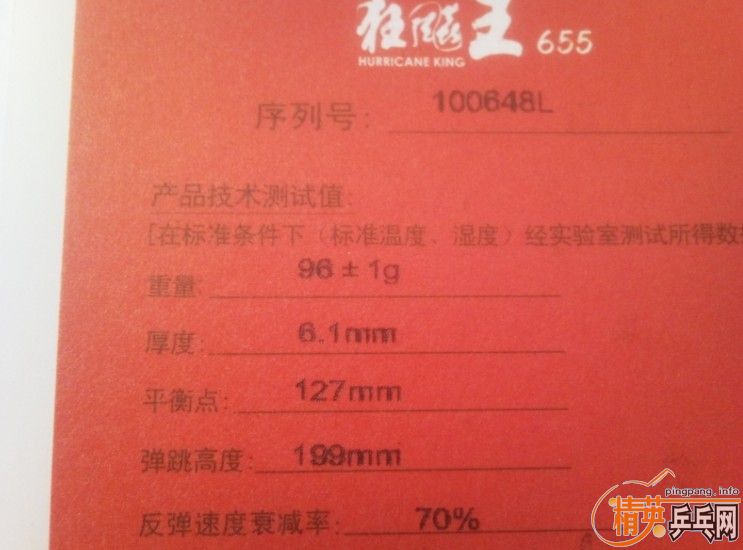 狂飚王 655
HURRICANE KING
序列号: 100648L
产品技术测试值:
[在标准条件下（标准温度、湿度）经实验室测试所得数
重量: 96±1g
厚度: 6.1mm
平衡点: 127mm
弹跳高度: 199mm
反弹速度衰减率: 70%
pingpang.info
精英乒乓网